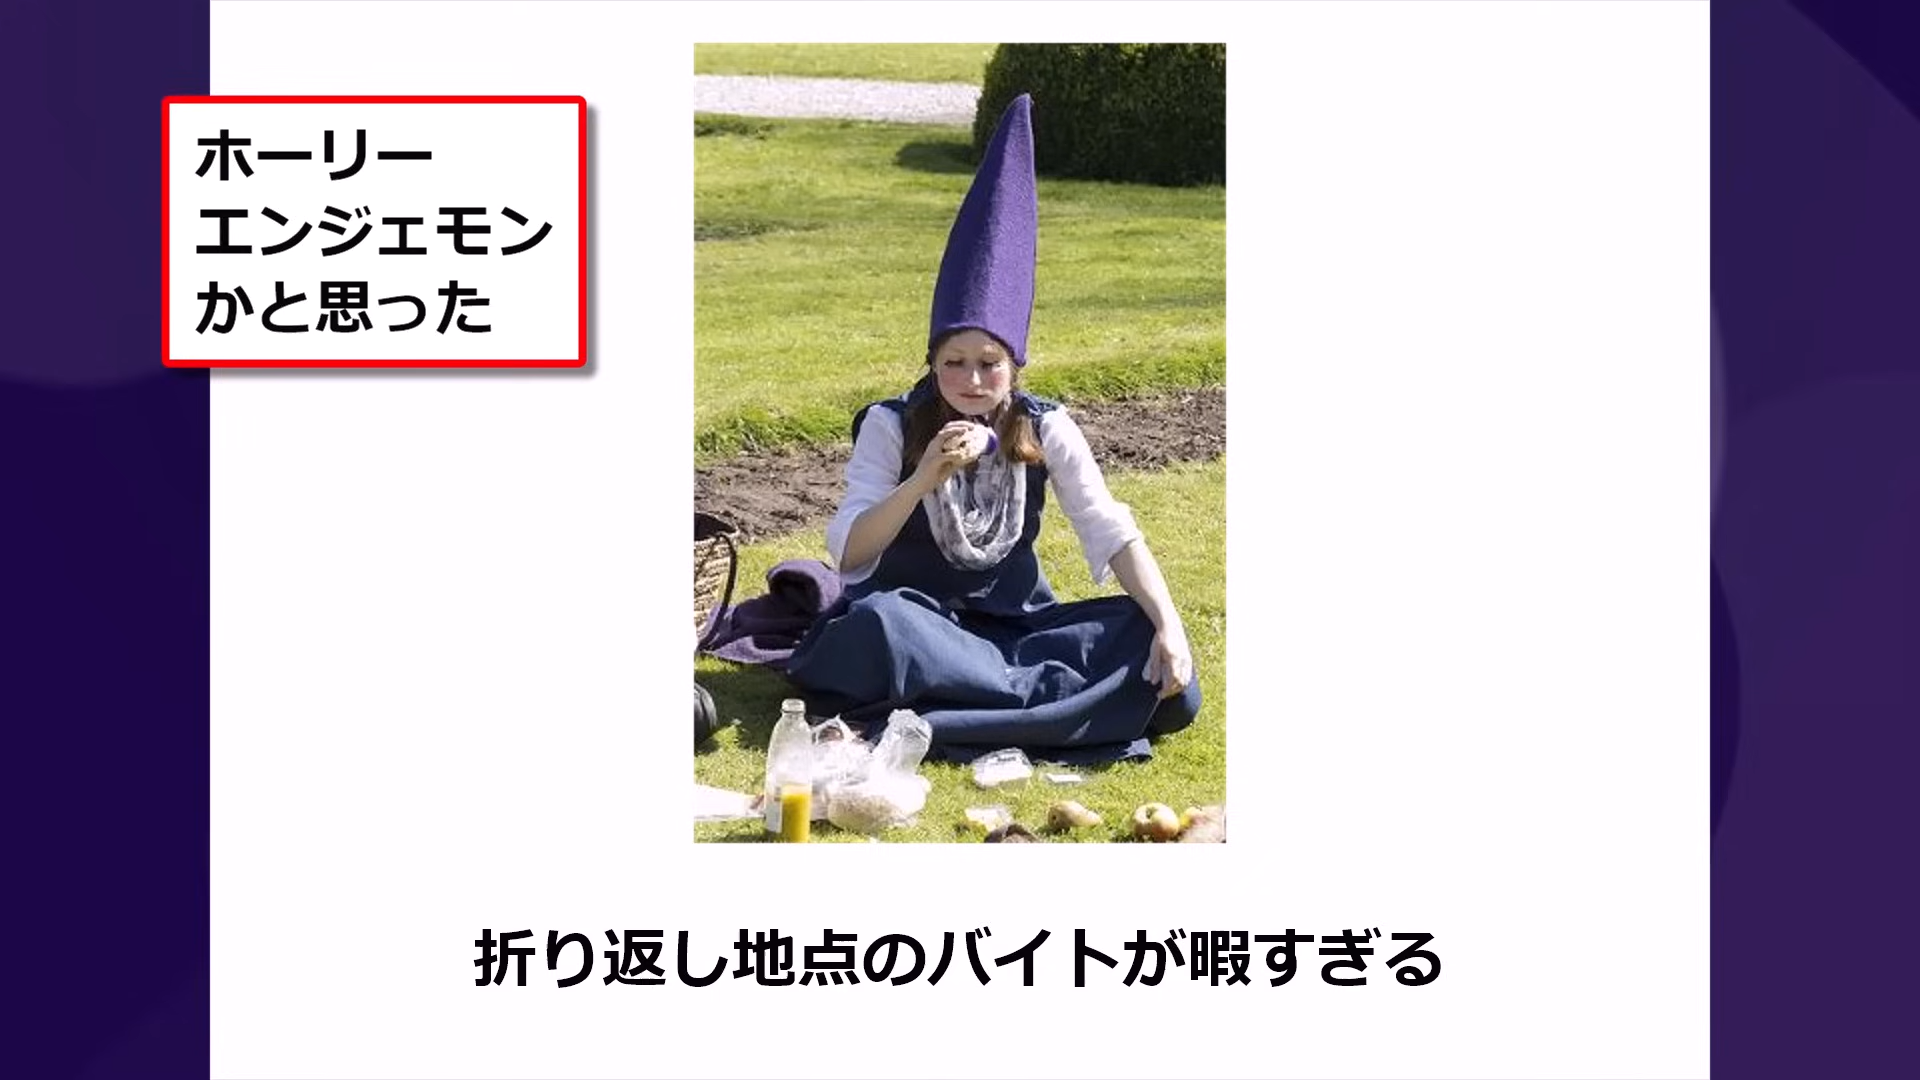 ホーリー
エンジェモン
かと思った
折り返し地点のバイトが暇すぎる